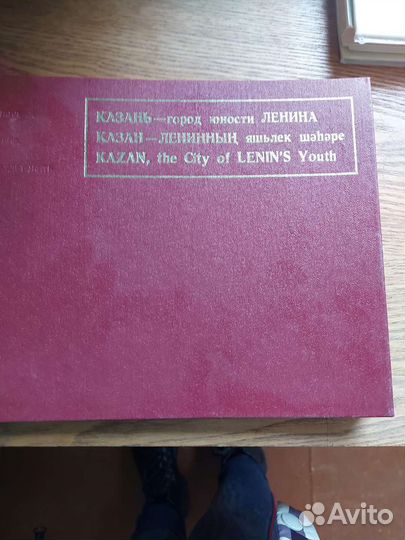 КАЗАНЬ — город юности ЛЕНИНА
КАЗАН — ЛЕНИННЫҢ яшьлек шәһәре
KAZAN, the City of LENIN'S Youth
Avito